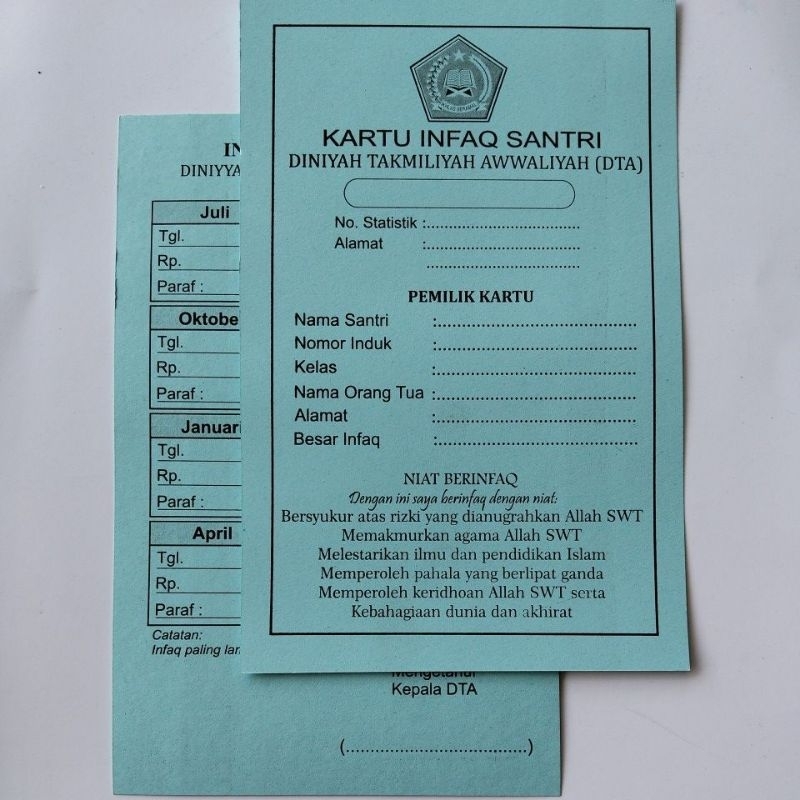 KARTU INFAQ SANTRI
DINIYAH TAKMILIYAH AWWALIYAH (DTA)
No. Statistik :
Alamat :
PEMILIK KARTU
Nama Santri :
Nomor Induk :
Kelas :
Nama Orang Tua :
Alamat :
Besar Infaq :
NIAT BERINFAQ
Dengan ini saya berinfaq dengan niat:
Bersyukur atas rizki yang dianugrahkan Allah SWT
Memakmurkan agama Allah SWT
Melestarikan ilmu dan pendidikan Islam
Memperoleh pahala yang berlipat ganda
Memperoleh keridhoan Allah SWT serta
Kebahagiaan dunia dan akhirat
Juli
Tgl.
Rp.
Paraf :
Tgl.
Rp.
Paraf :
Januari
Tgl.
Rp.
Paraf :
April
Tgl.
Rp.
Paraf :
Catatan:
Infaq paling
Kepala DTA
(..................................)